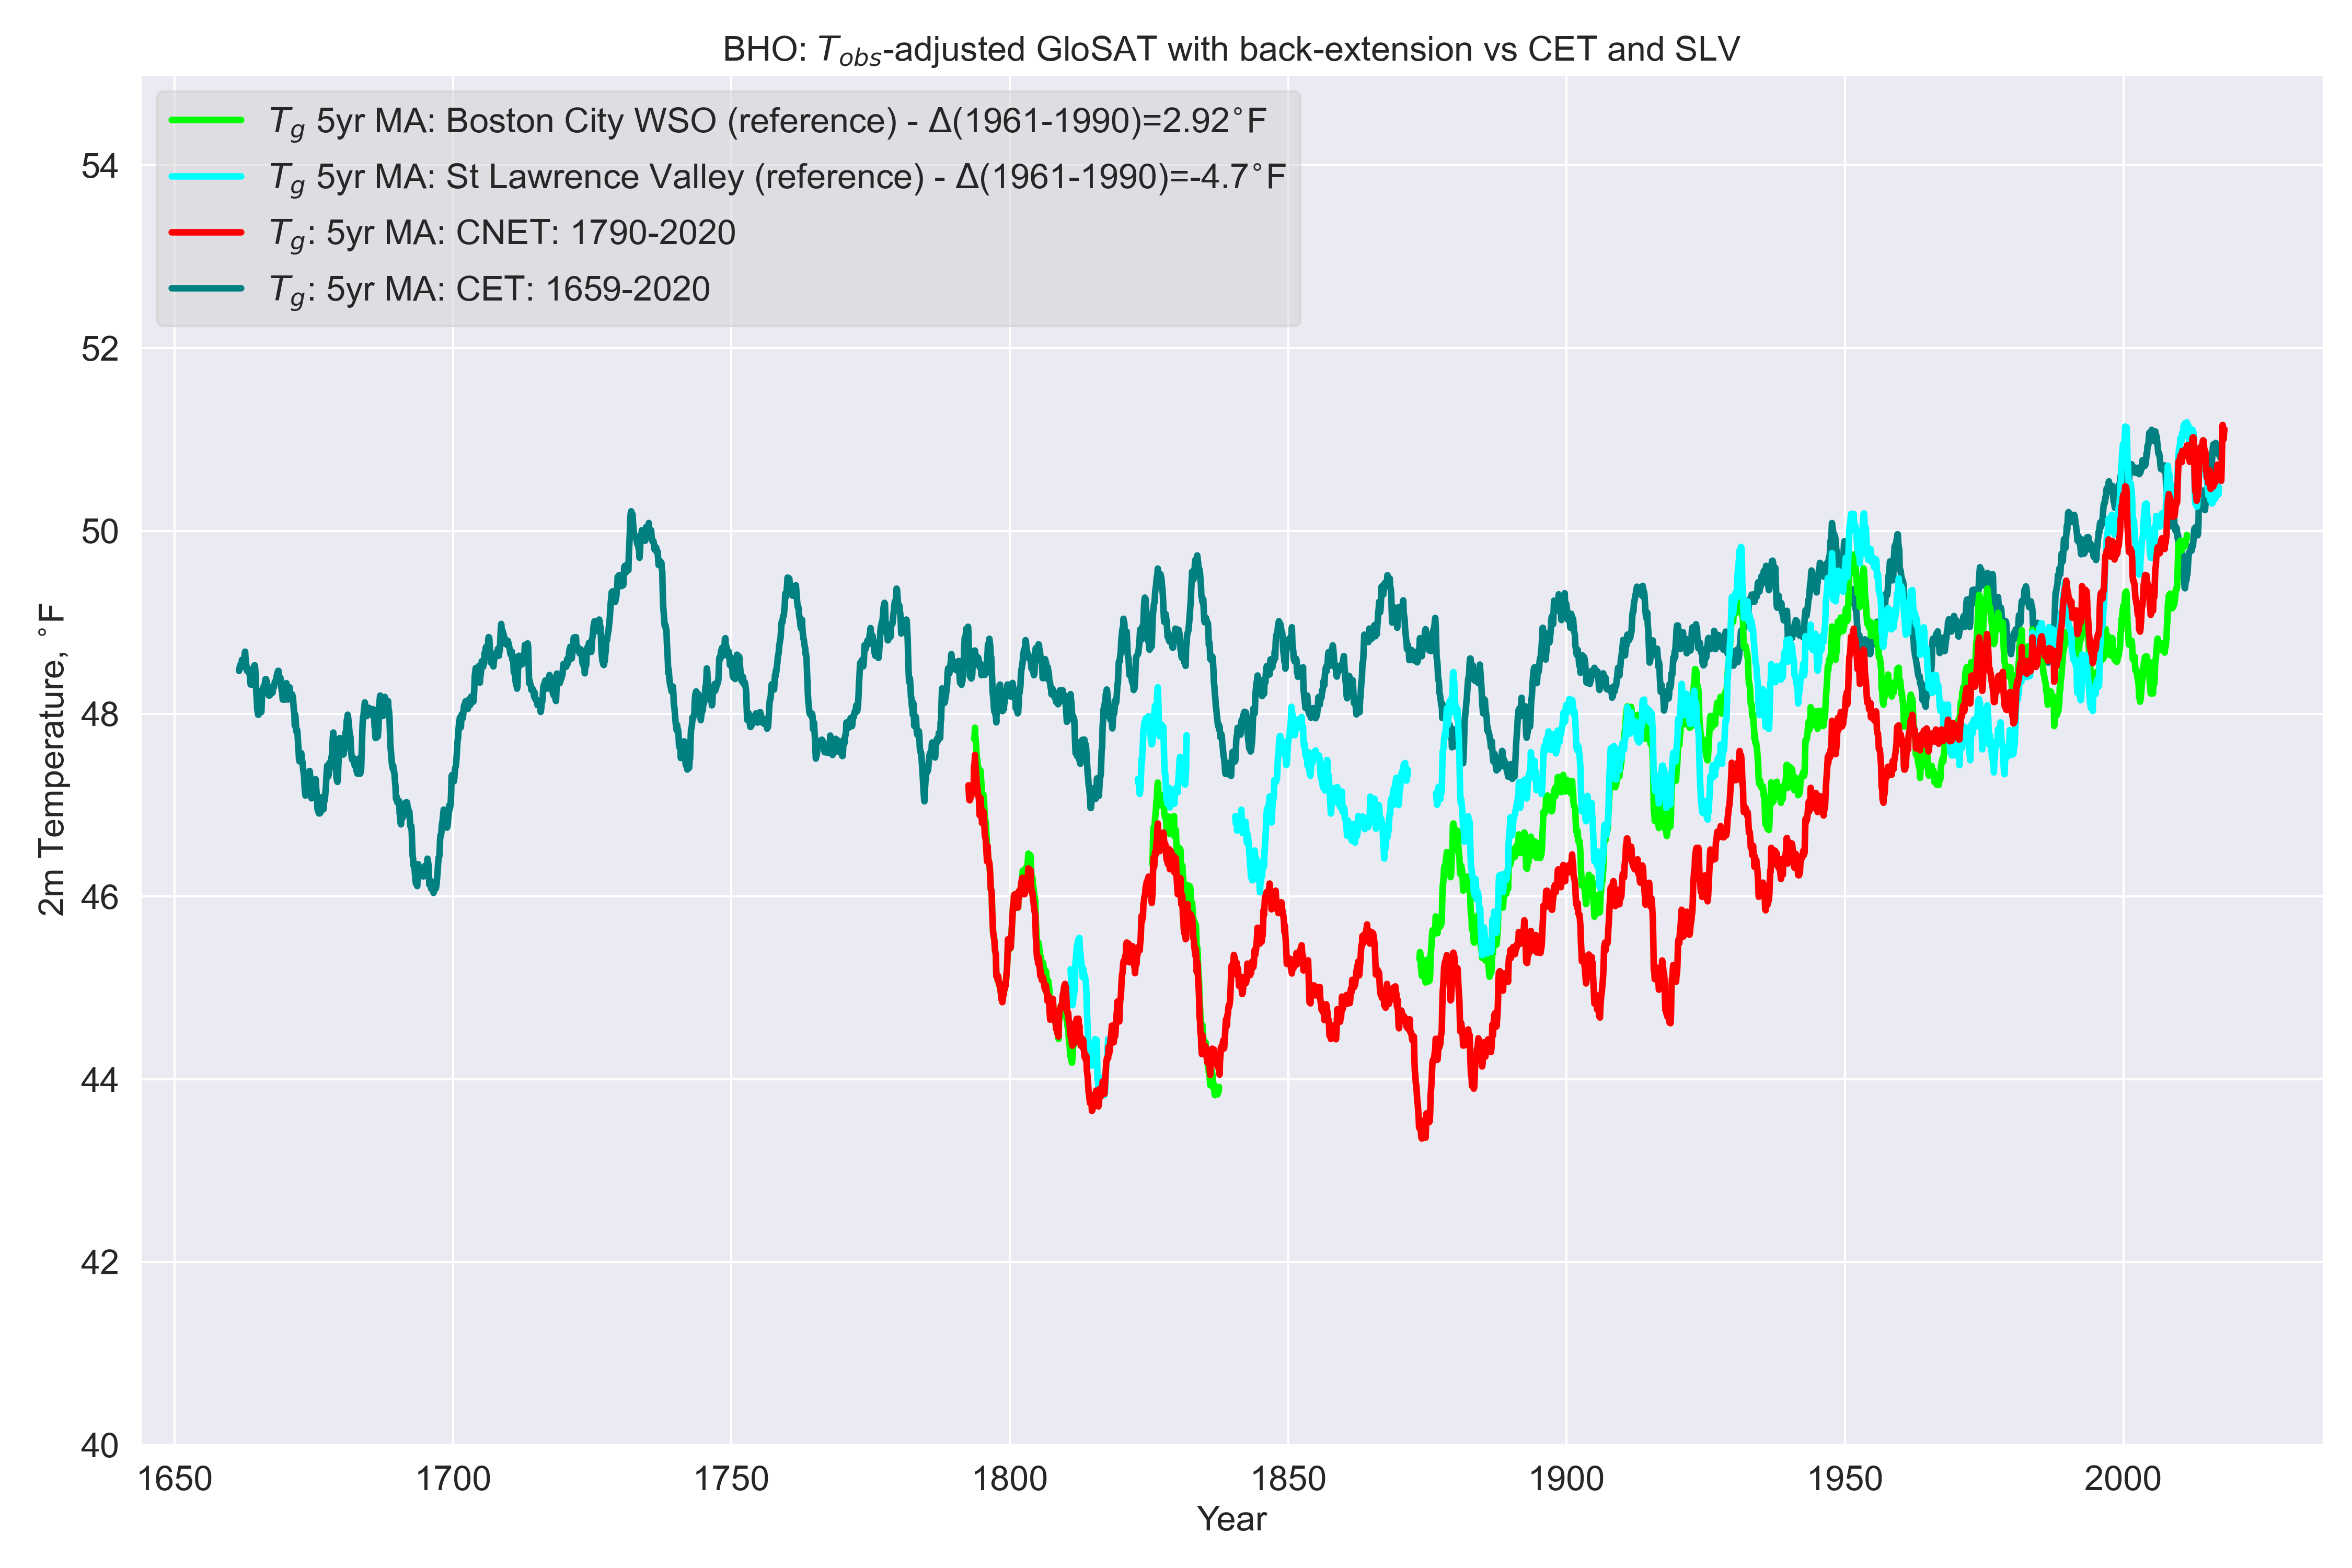 BHO: T_obs-adjusted GloSAT with back-extension vs CET and SLV
T_g 5yr MA: Boston City WSO (reference) - Δ(1961-1990)=2.92°F
T_g 5yr MA: St Lawrence Valley (reference) - Δ(1961-1990)=-4.7°F
T_g: 5yr MA: CNET: 1790-2020
T_g: 5yr MA: CET: 1659-2020
2m Temperature, °F
54
52
50
48
46
44
42
40
1650 1700 1750 1800 1850 1900 1950 2000
Year